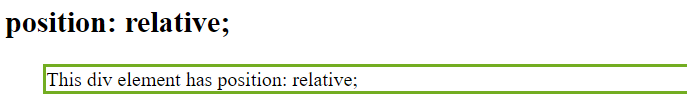 position: relative;
This div element has position: relative;